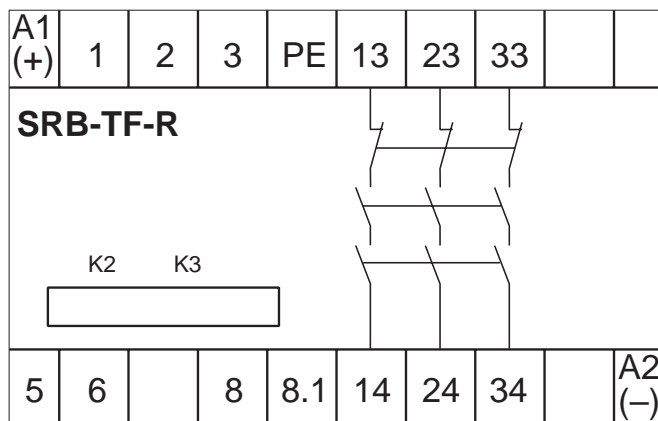 A1
(+) 1 2 3 PE 13 23 33
SRB-TF-R
K2 K3
5 6 8 8.1 14 24 34 A2
(–)